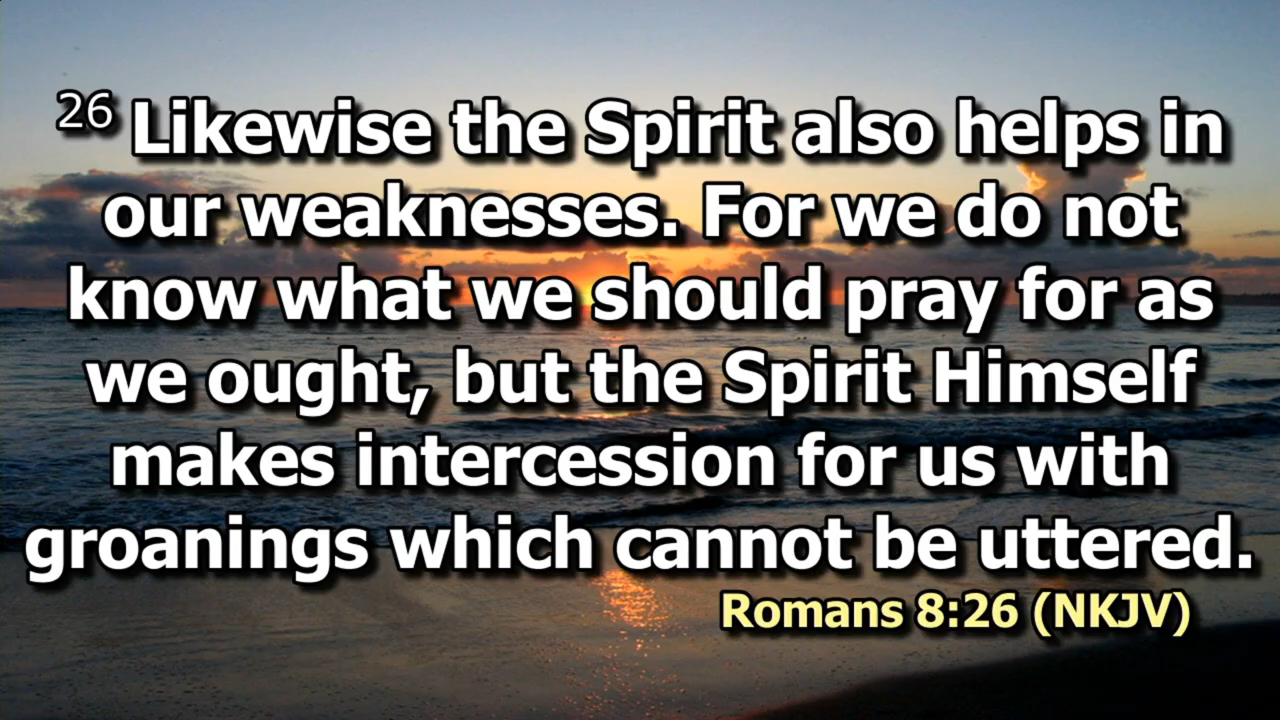 26 Likewise the Spirit also helps in
our weaknesses. For we do not
know what we should pray for as
we ought, but the Spirit Himself
makes intercession for us with
groanings which cannot be uttered.
Romans 8:26 (NKJV)